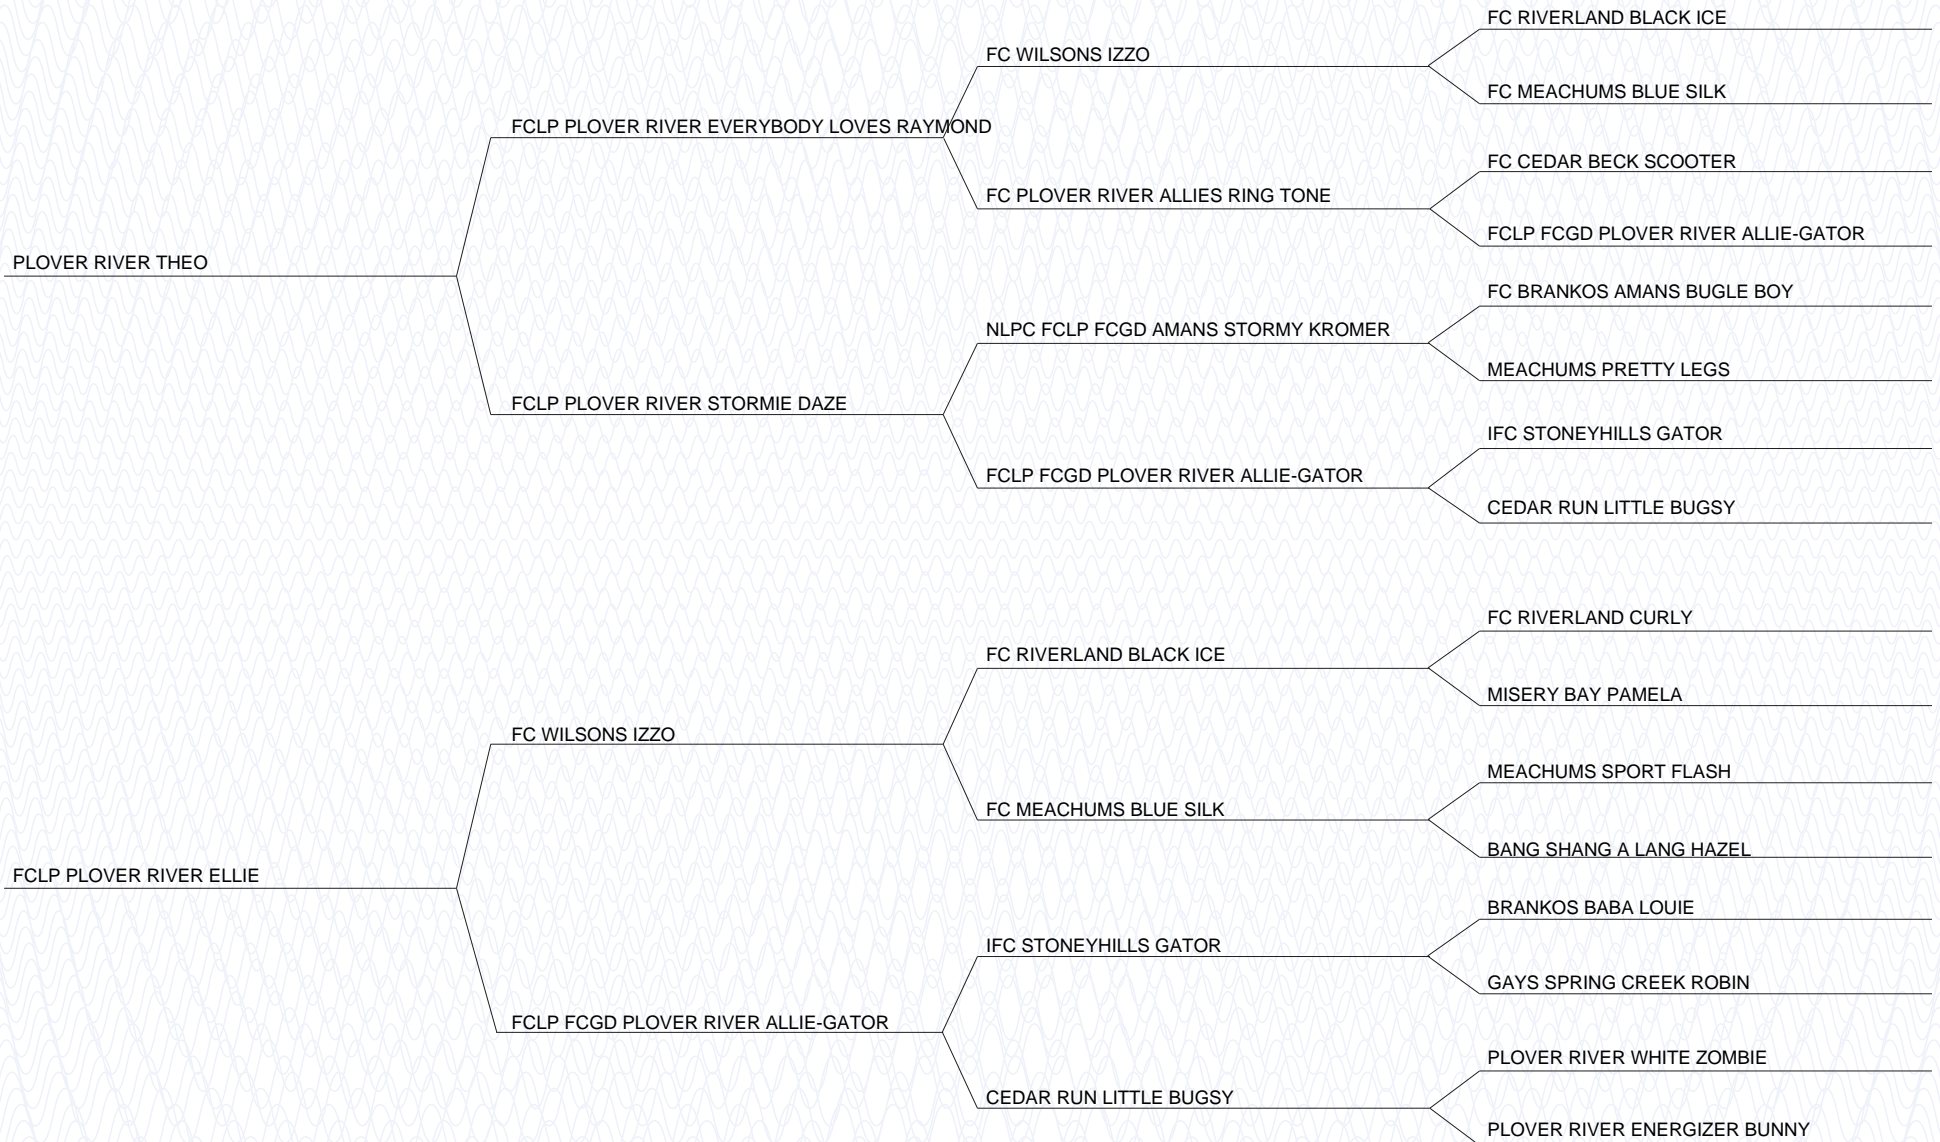 FC RIVERLAND BLACK ICE
FC WILSONS IZZO
FC MEACHUMS BLUE SILK
FCLP PLOVER RIVER EVERYBODY LOVES RAYMOND
FC CEDAR BECK SCOOTER
FC PLOVER RIVER ALLIES RING TONE
FCLP FCGD PLOVER RIVER ALLIE-GATOR
PLOVER RIVER THEO
FC BRANKOS AMANS BUGLE BOY
NLPC FCLP FCGD AMANS STORMY KROMER
MEACHUMS PRETTY LEGS
FCLP PLOVER RIVER STORMIE DAZE
IFC STONEYHILLS GATOR
FCLP FCGD PLOVER RIVER ALLIE-GATOR
CEDAR RUN LITTLE BUGSY
FC RIVERLAND CURLY
FC RIVERLAND BLACK ICE
MISERY BAY PAMELA
FC WILSONS IZZO
MEACHUMS SPORT FLASH
FC MEACHUMS BLUE SILK
BANG SHANG A LANG HAZEL
FCLP PLOVER RIVER ELLIE
BRANKOS BABA LOUIE
IFC STONEYHILLS GATOR
GAYS SPRING CREEK ROBIN
FCLP FCGD PLOVER RIVER ALLIE-GATOR
PLOVER RIVER WHITE ZOMBIE
CEDAR RUN LITTLE BUGSY
PLOVER RIVER ENERGIZER BUNNY